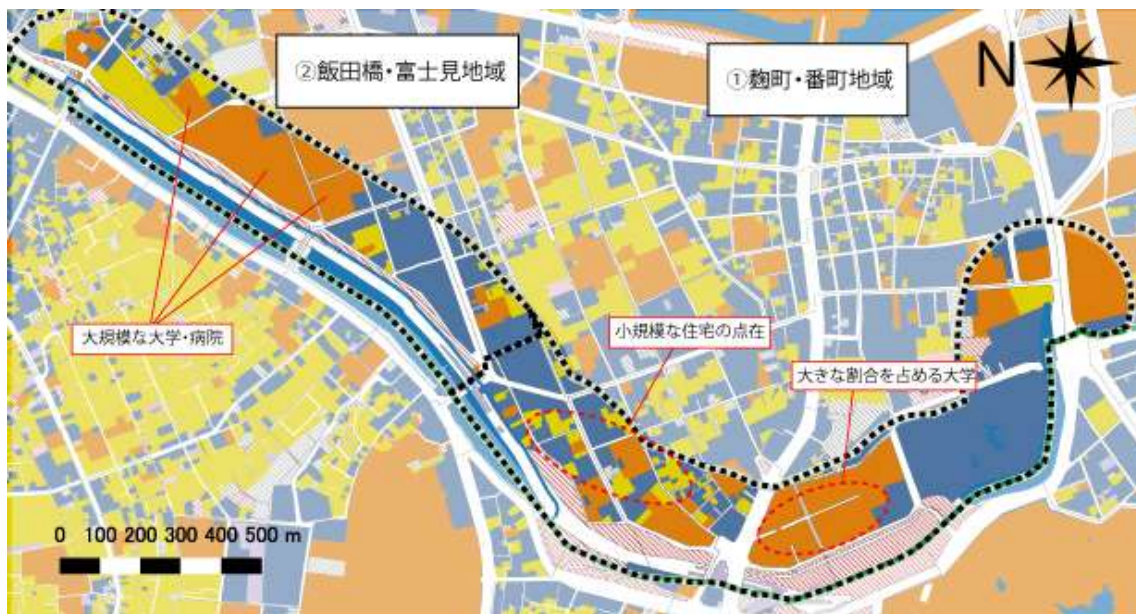 ②飯田橋・富士見地域
①麹町・番町地域
N
大規模な大学・病院
小規模な住宅の点在
大きな割合を占める大学
0 100 200 300 400 500 m